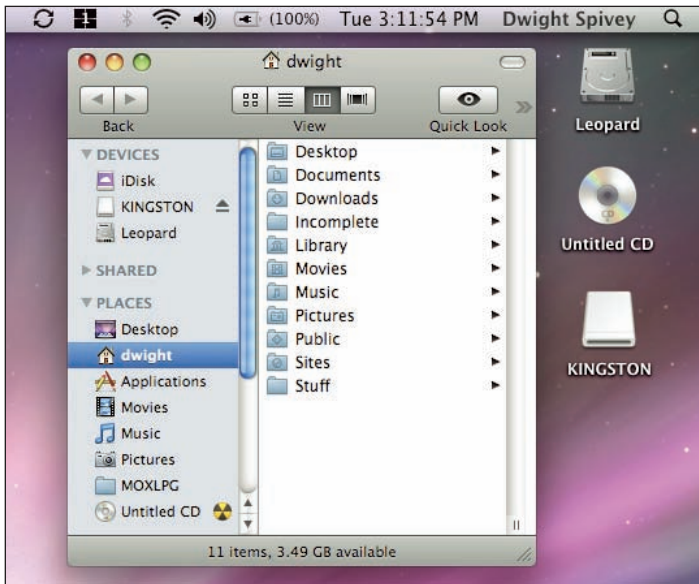 1 (100%) Tue 3:11:54 PM Dwight Spivey
dwight
Back View Quick Look
DEVICES
iDisk
KINGSTON
Leopard
SHARED
PLACES
Desktop
dwight
Applications
Movies
Music
Pictures
MOXLPG
Untitled CD
Desktop
Documents
Downloads
Incomplete
Library
Movies
Music
Pictures
Public
Sites
Stuff
11 items, 3.49 GB available
Leopard
CD
Untitled CD
KINGSTON